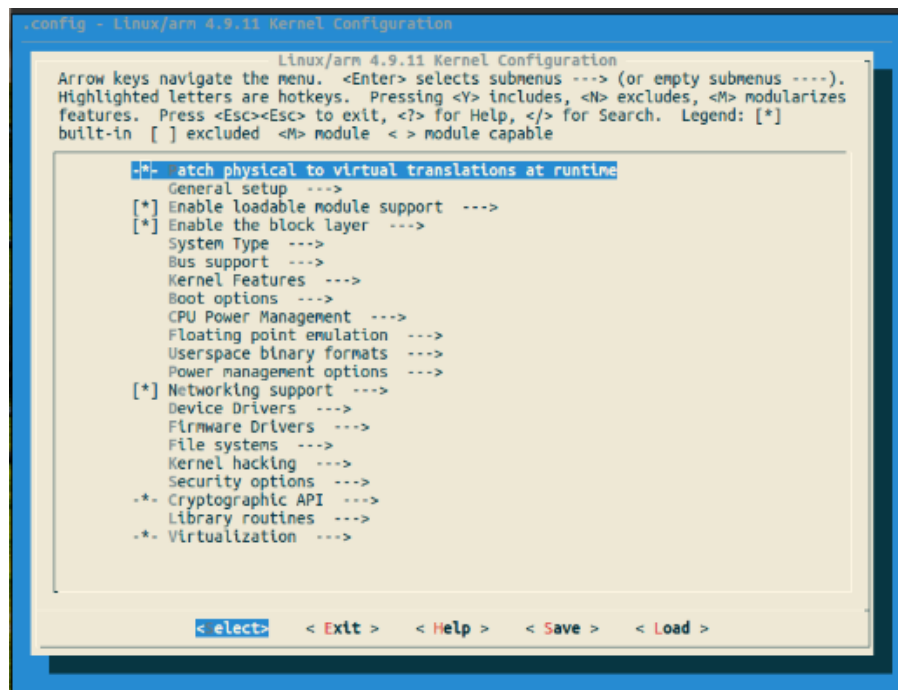 .config - Linux/arm 4.9.11 Kernel Configuration
Linux/arm 4.9.11 Kernel Configuration
Arrow keys navigate the menu. <Enter> selects submenus ---> (or empty submenus ----).
Highlighted letters are hotkeys. Pressing <Y> includes, <N> excludes, <M> modularizes
features. Press <Esc><Esc> to exit, <?> for Help, </> for Search. Legend: [*]
built-in [ ] excluded <M> module < > module capable
-*- Patch physical to virtual translations at runtime
General setup --->
[*] Enable loadable module support --->
[*] Enable the block layer --->
System Type --->
Bus support --->
Kernel Features --->
Boot options --->
CPU Power Management --->
Floating point emulation --->
Userspace binary formats --->
Power management options --->
[*] Networking support --->
Device Drivers --->
Firmware Drivers --->
File systems --->
Kernel hacking --->
Security options --->
-*- Cryptographic API --->
Library routines --->
-*- Virtualization --->
< elect> < Exit > < Help > < Save > < Load >